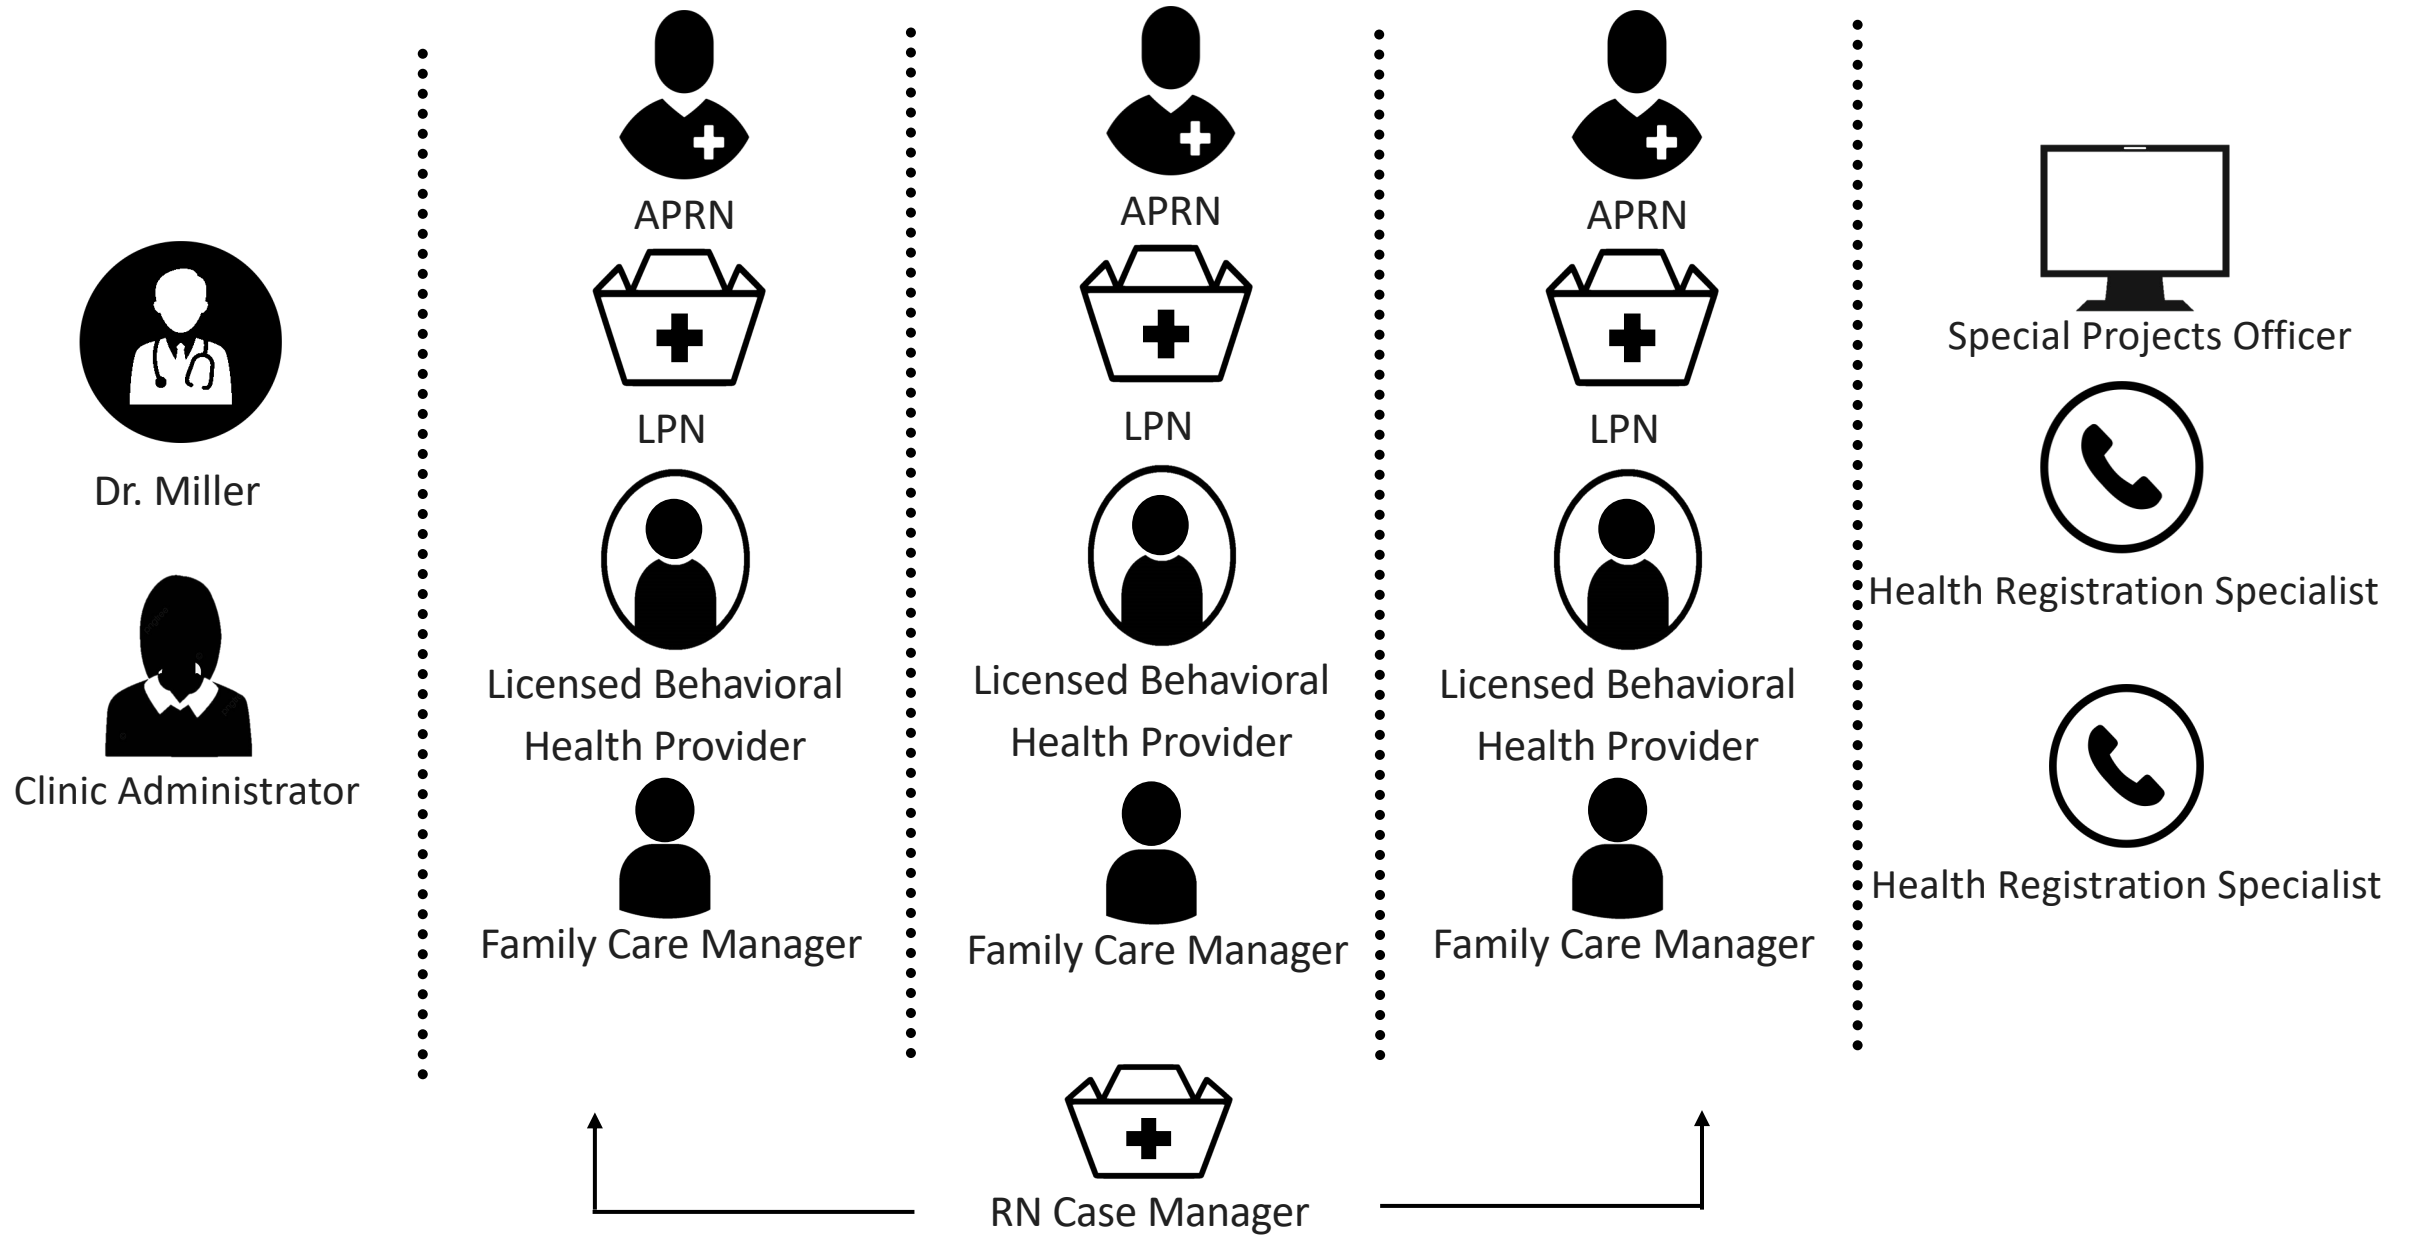 Dr. Miller
Clinic Administrator
APRN
LPN
Licensed Behavioral
Health Provider
Family Care Manager
APRN
LPN
Licensed Behavioral
Health Provider
Family Care Manager
APRN
LPN
Licensed Behavioral
Health Provider
Family Care Manager
RN Case Manager
Special Projects Officer
Health Registration Specialist
Health Registration Specialist